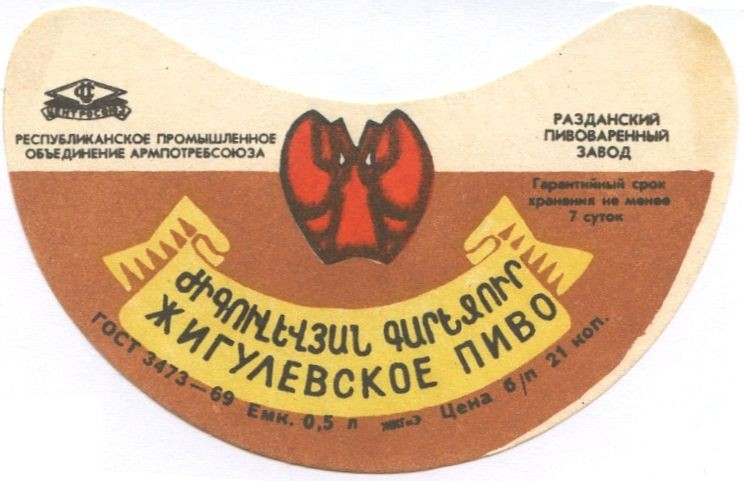 ЦЕНТРОСОЮЗ
РЕСПУБЛИКАНСКОЕ ПРОМЫШЛЕННОЕ
ОБЪЕДИНЕНИЕ АРМПОТРЕБСОЮЗА
РАЗДАНСКИЙ
ПИВОВАРЕННЫЙ
ЗАВОД
Гарантийный срок
хранения не менее
7 суток
ԺԻԳՈՒԼԵՎՅԱՆ ԳԱՐԵՋՈՒՐ
ЖИГУЛЕВСКОЕ ПИВО
ГОСТ 3473—69 Емк. 0,5 л Цена б/п 21 коп.